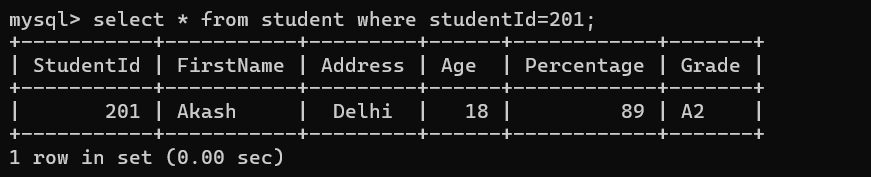 mysql> select * from student where studentId=201;
+-----------+-----------+---------+------+------------+-------+
| StudentId | FirstName | Address | Age  | Percentage | Grade |
+-----------+-----------+---------+------+------------+-------+
|       201 | Akash     |  Delhi  |   18 |         89 | A2    |
+-----------+-----------+---------+------+------------+-------+
1 row in set (0.00 sec)